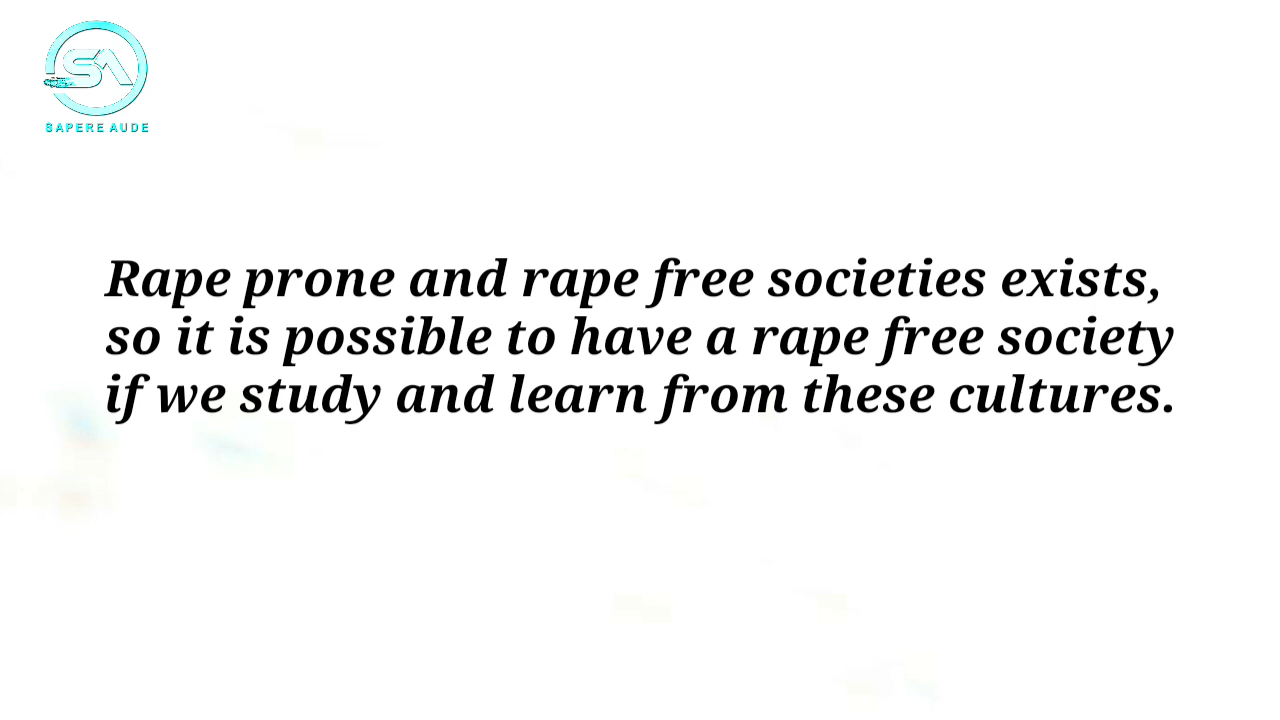 SA
SAPERE AUDE
Rape prone and rape free societies exists,
so it is possible to have a rape free society
if we study and learn from these cultures.